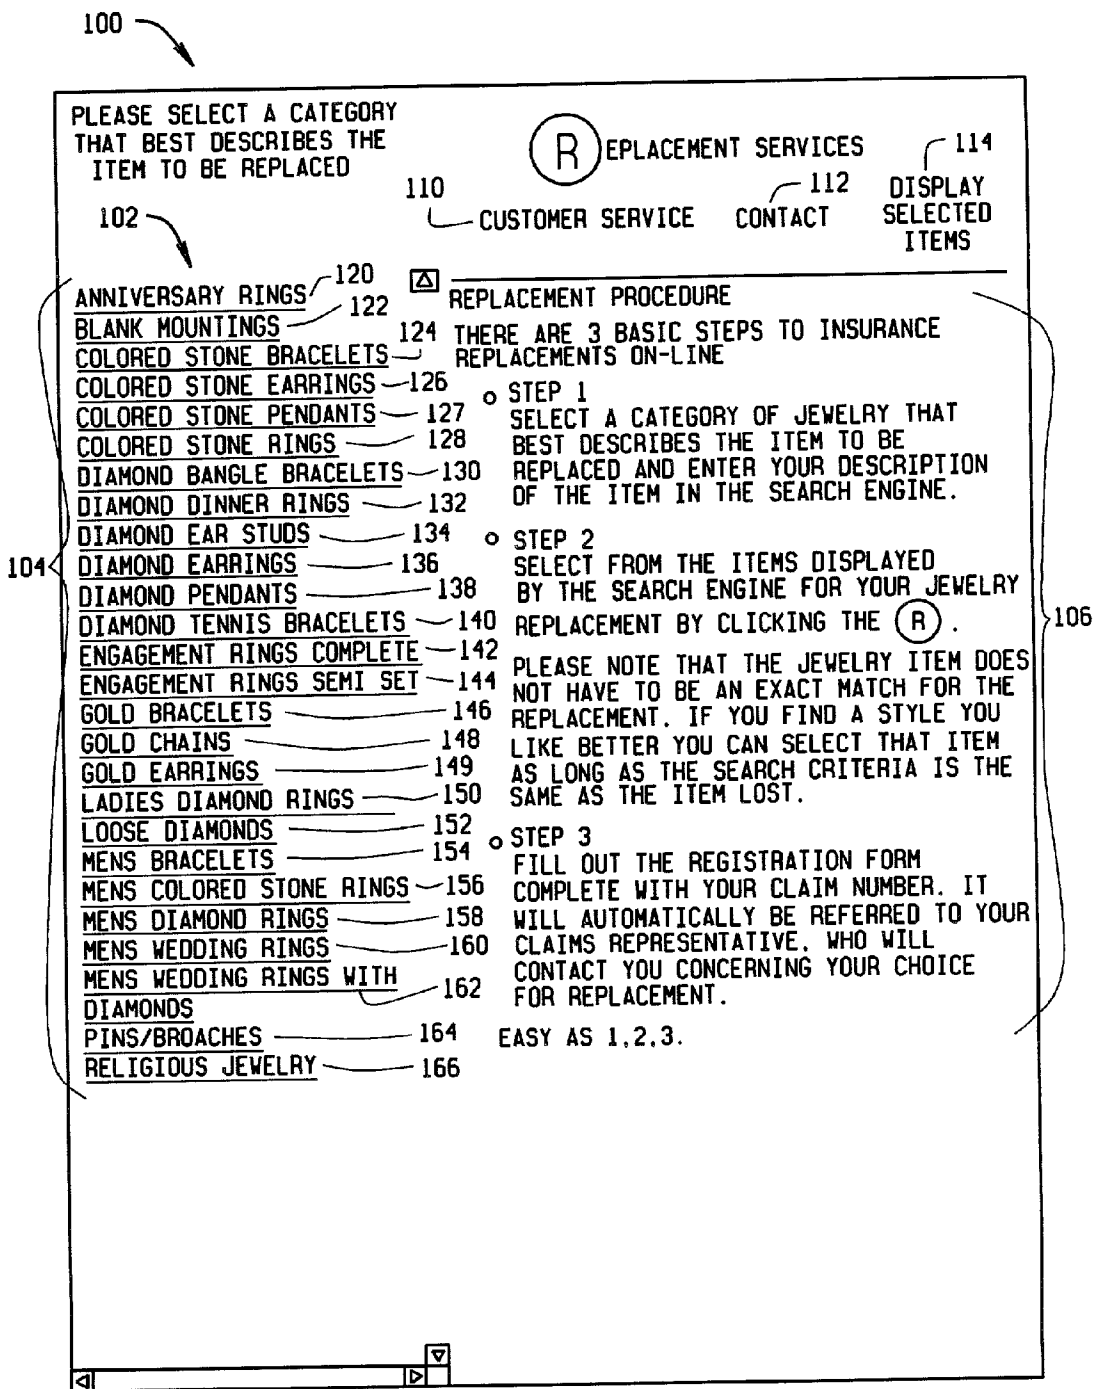 100
PLEASE SELECT A CATEGORY
THAT BEST DESCRIBES THE
ITEM TO BE REPLACED
REPLACEMENT SERVICES
110
112
114
CUSTOMER SERVICE
CONTACT
DISPLAY
SELECTED
ITEMS
102
104
ANNIVERSARY RINGS 120
BLANK MOUNTINGS 122
COLORED STONE BRACELETS 124
COLORED STONE EARRINGS 126
COLORED STONE PENDANTS 127
COLORED STONE RINGS 128
DIAMOND BANGLE BRACELETS 130
DIAMOND DINNER RINGS 132
DIAMOND EAR STUDS 134
DIAMOND EARRINGS 136
DIAMOND PENDANTS 138
DIAMOND TENNIS BRACELETS 140
ENGAGEMENT RINGS COMPLETE 142
ENGAGEMENT RINGS SEMI SET 144
GOLD BRACELETS 146
GOLD CHAINS 148
GOLD EARRINGS 149
LADIES DIAMOND RINGS 150
LOOSE DIAMONDS 152
MENS BRACELETS 154
MENS COLORED STONE RINGS 156
MENS DIAMOND RINGS 158
MENS WEDDING RINGS 160
MENS WEDDING RINGS WITH
DIAMONDS 162
PINS/BROACHES 164
RELIGIOUS JEWELRY 166
REPLACEMENT PROCEDURE
THERE ARE 3 BASIC STEPS TO INSURANCE
REPLACEMENTS ON-LINE
STEP 1
SELECT A CATEGORY OF JEWELRY THAT
BEST DESCRIBES THE ITEM TO BE
REPLACED AND ENTER YOUR DESCRIPTION
OF THE ITEM IN THE SEARCH ENGINE.
STEP 2
SELECT FROM THE ITEMS DISPLAYED
BY THE SEARCH ENGINE FOR YOUR JEWELRY
REPLACEMENT BY CLICKING THE R.
PLEASE NOTE THAT THE JEWELRY ITEM DOES
NOT HAVE TO BE AN EXACT MATCH FOR THE
REPLACEMENT. IF YOU FIND A STYLE YOU
LIKE BETTER YOU CAN SELECT THAT ITEM
AS LONG AS THE SEARCH CRITERIA IS THE
SAME AS THE ITEM LOST.
STEP 3
FILL OUT THE REGISTRATION FORM
COMPLETE WITH YOUR CLAIM NUMBER. IT
WILL AUTOMATICALLY BE REFERRED TO YOUR
CLAIMS REPRESENTATIVE, WHO WILL
CONTACT YOU CONCERNING YOUR CHOICE
FOR REPLACEMENT.
EASY AS 1,2,3.
106